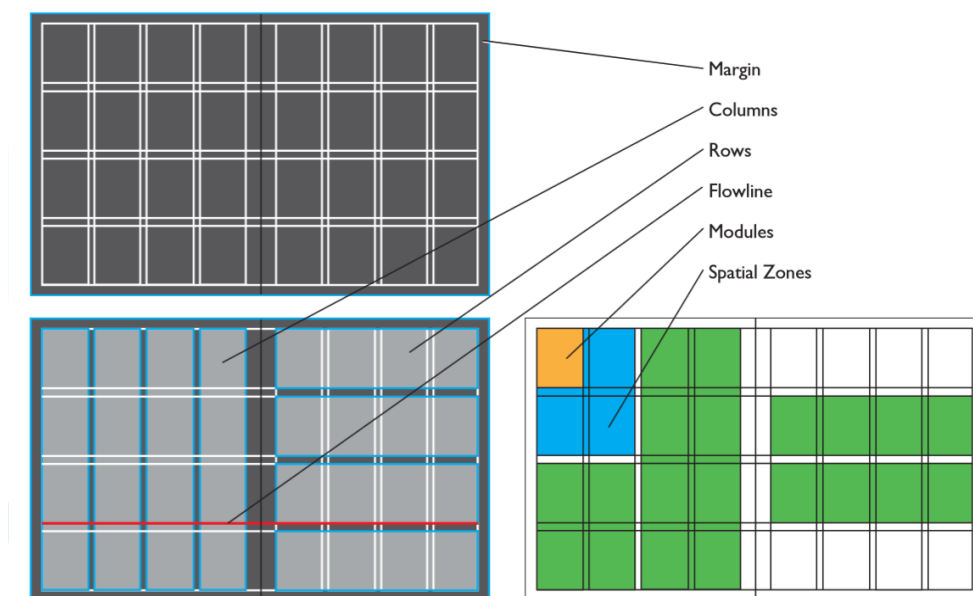 Margin
Columns
Rows
Flowline
Modules
Spatial Zones